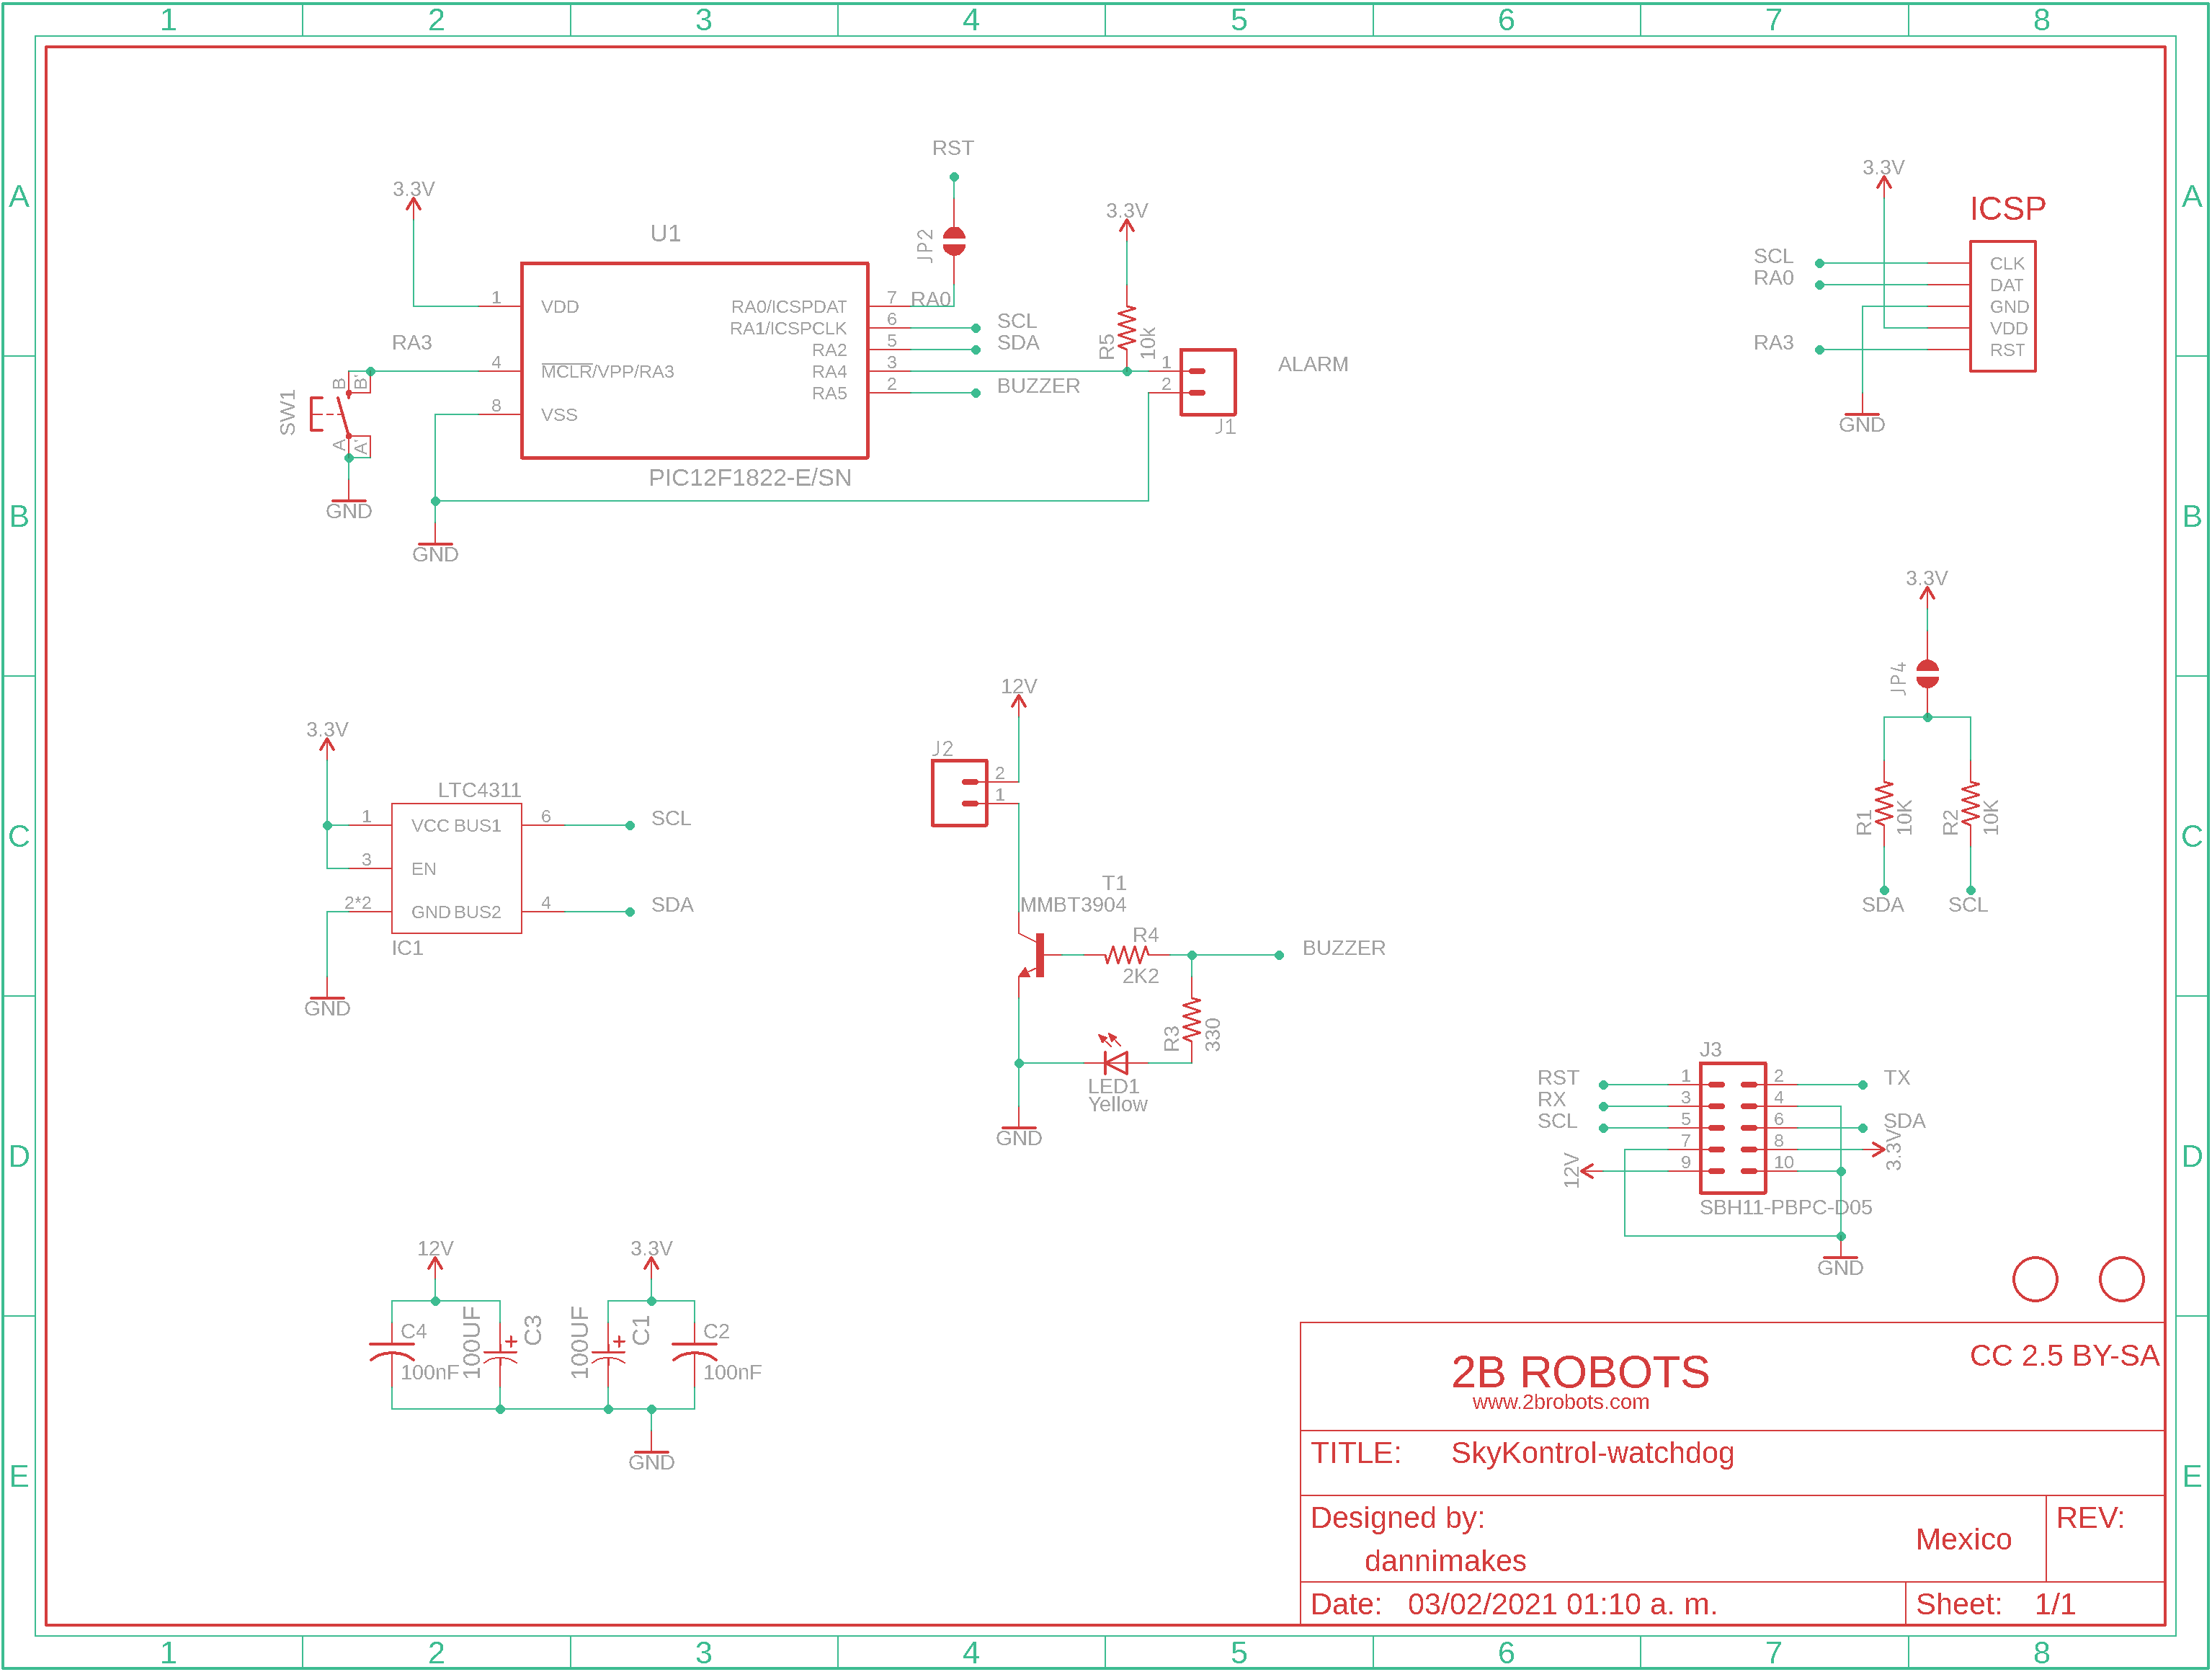 1 2 3 4 5 6 7 8
A
A
RST
3.3V
U1
JP2
RA0/ICSPDAT
7 RA0
1
VDD
RA1/ICSPCLK
6
SCL
RA2
5
SDA
RA3
4
MCLR/VPP/RA3
RA4
3
RA5
2
BUZZER
8
VSS
PIC12F1822-E/SN
SW1
B
B'
A
A'
GND
GND
3.3V
R5
10k
1
2
J1
ALARM
3.3V
ICSP
SCL
CLK
RA0
DAT
GND
VDD
RA3
RST
GND
B
B
3.3V
JP4
R1
10K
R2
10K
SDA
SCL
3.3V
LTC4311
1
VCC BUS1
6
SCL
3
EN
2*2
GND BUS2
4
SDA
IC1
GND
12V
J2
2
1
T1
MMBT3904
R4
2K2
BUZZER
R3
330
LED1
Yellow
GND
C
C
J3
RST
1
2
TX
RX
3
4
SCL
5
6
SDA
7
8
3.3V
12V
9
10
SBH11-PBPC-D05
GND
D
D
12V
C4
100nF
100UF
C3
3.3V
100UF
C1
C2
100nF
GND
E
E
2B ROBOTS
www.2brobots.com
CC 2.5 BY-SA
TITLE: SkyKontrol-watchdog
Designed by:
dannimakes
Mexico
REV:
Date: 03/02/2021 01:10 a. m.
Sheet: 1/1
1 2 3 4 5 6 7 8